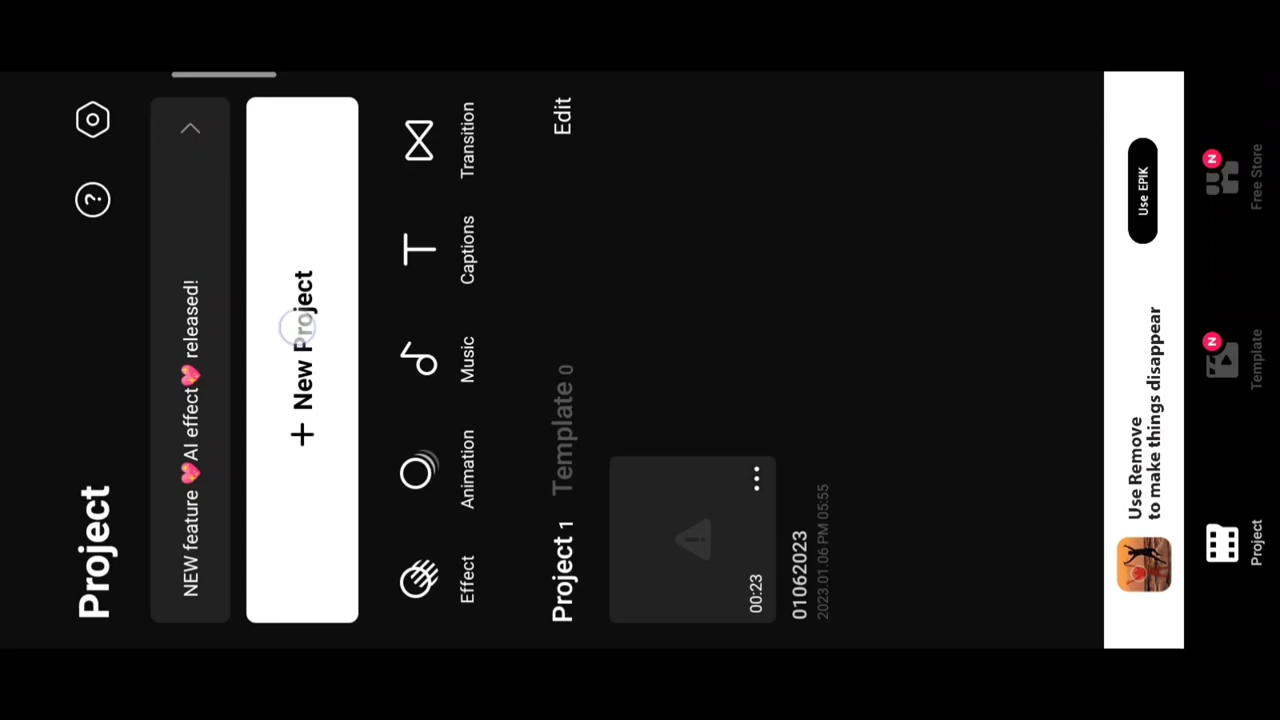 Project
?
NEW feature 💖AI effect💖 released!
+ New Project
Effect
Animation
Music
Captions
Transition
Project 1
Template 0
Edit
00:23
01062023
2023.01.06 PM 05:55
Use Remove
to make things disappear
Use EPIK
Project
N
Template
N
Free Store